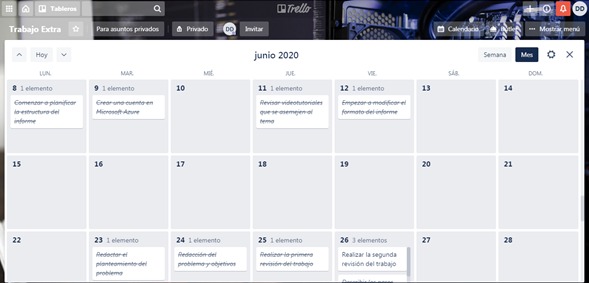 Tableros
Trello
DD
Trabajo Extra
Para asuntos privados
Privado
DD
Invitar
Calendario
Butler
Mostrar menú
Hoy
junio 2020
Semana
Mes
LUN.
MAR.
MIÉ.
JUE.
VIE.
SÁB.
DOM.
8 1 elemento
Comenzar a planificar
la estructura del
informe
9 1 elemento
Crear una cuenta en
Microsoft Azure
10
11 1 elemento
Revisar videotutoriales
que se asemejen al
tema
12 1 elemento
Empezar a modificar el
formato del informe
13
14
15
16
17
18
19
20
21
22
23 1 elemento
Redactar el
planteamiento del
problema
24 1 elemento
Redacción del
problema y objetivos
25 1 elemento
Realizar la primera
revisión del trabajo
26 3 elementos
Realizar la segunda
revisión del trabajo
27
28